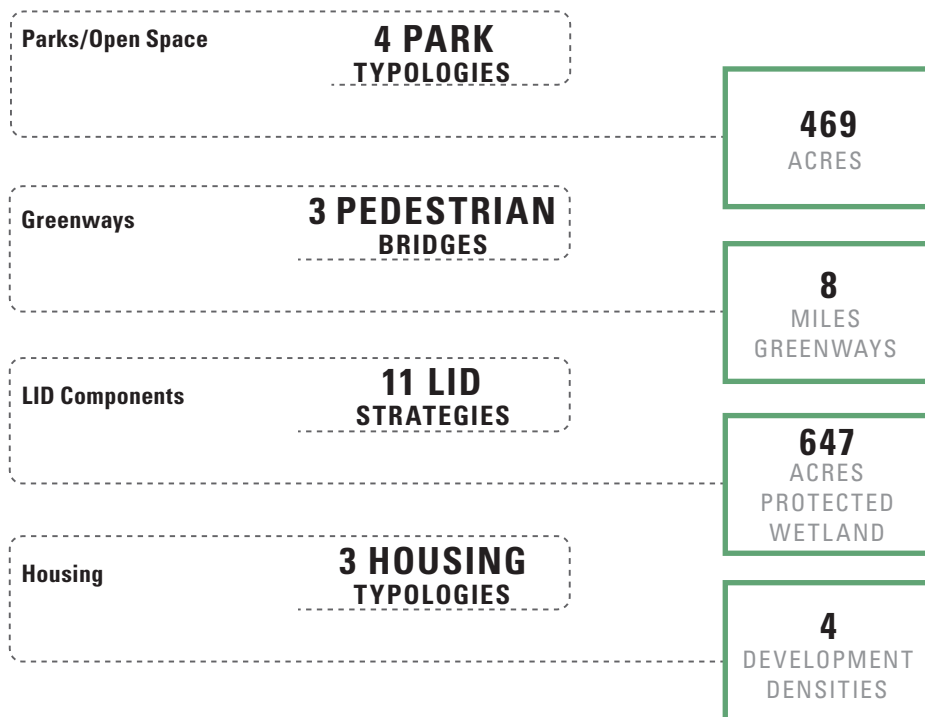 Parks/Open Space
4 PARK
TYPOLOGIES
469
ACRES
Greenways
3 PEDESTRIAN
BRIDGES
8
MILES
GREENWAYS
LID Components
11 LID
STRATEGIES
647
ACRES
PROTECTED
WETLAND
Housing
3 HOUSING
TYPOLOGIES
4
DEVELOPMENT
DENSITIES